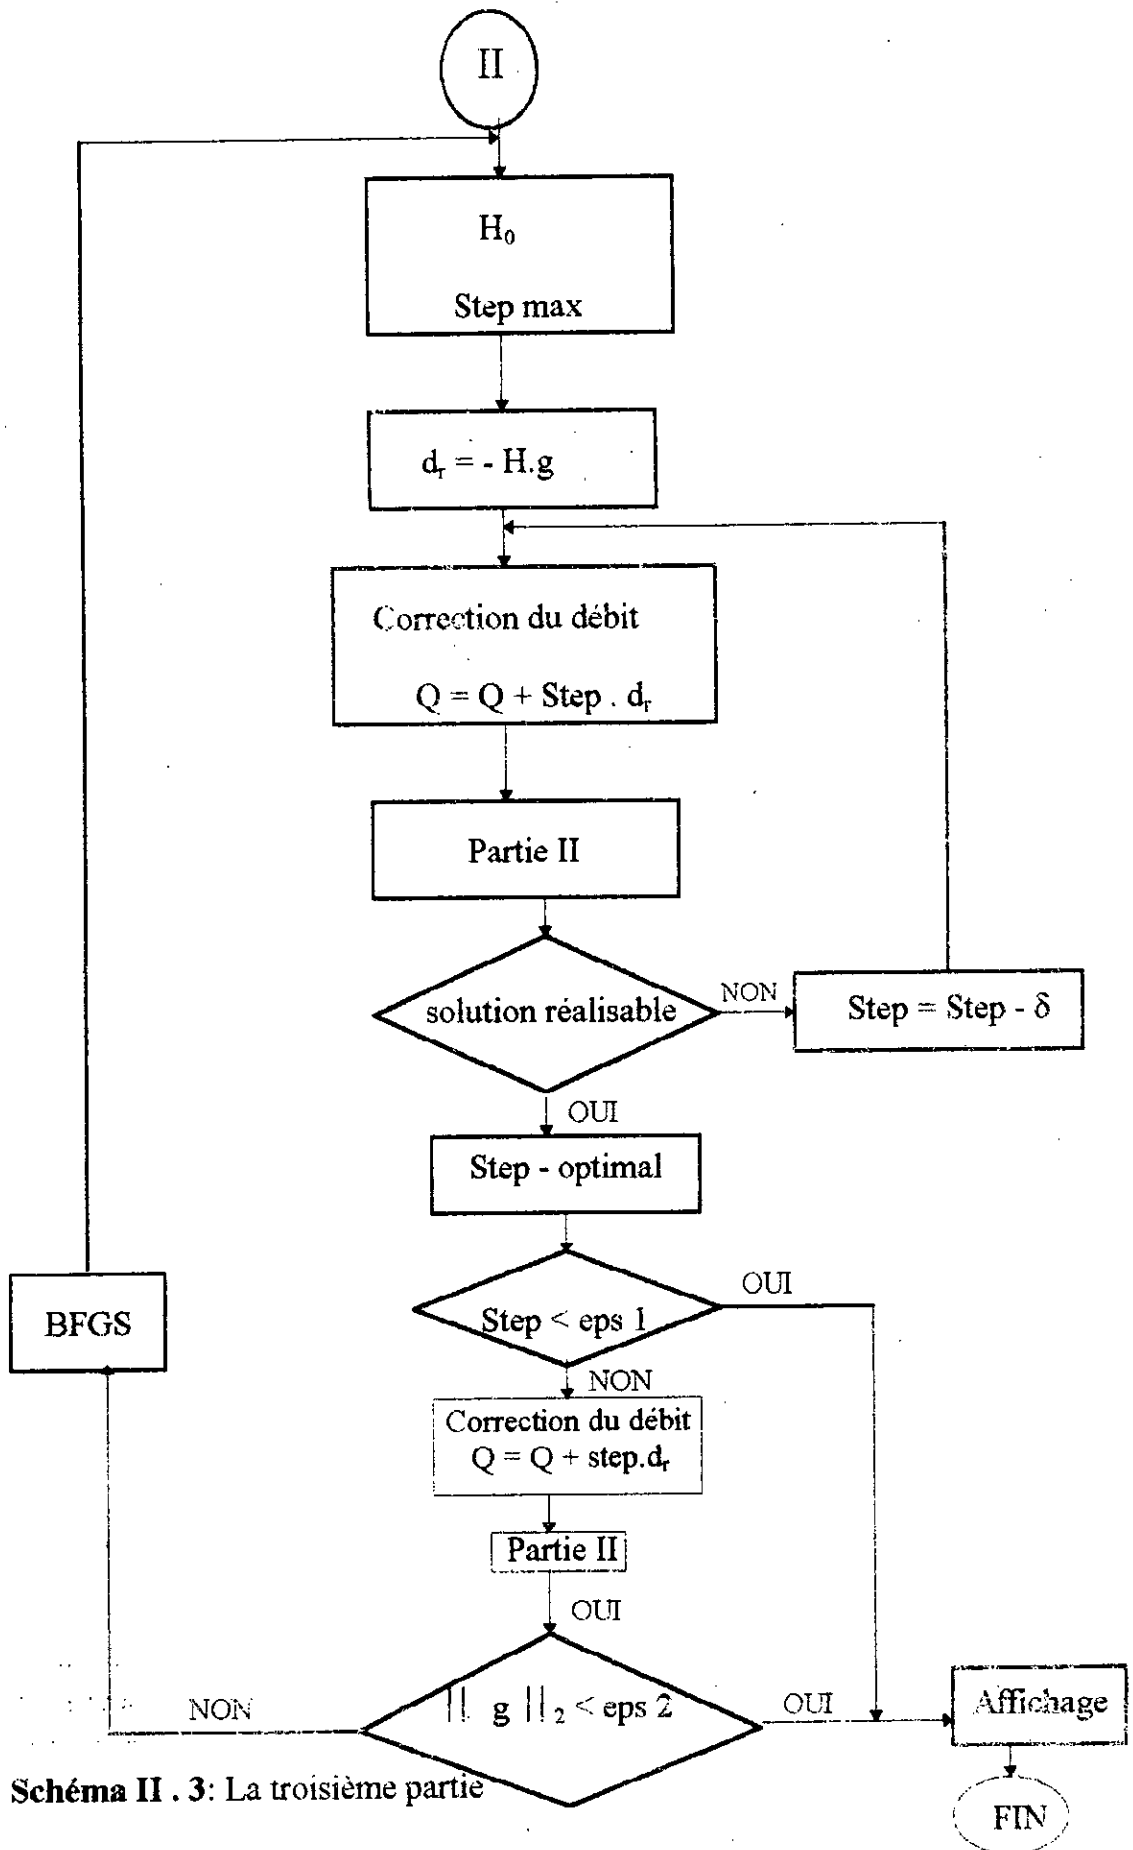 II
H₀
Step max
dᵣ = - H.g
Correction du débit
Q = Q + Step . dᵣ
Partie II
solution réalisable
NON
Step = Step - δ
OUI
Step - optimal
OUI
Step < eps 1
BFGS
NON
Correction du débit
Q = Q + step.dᵣ
Partie II
OUI
|| g ||₂ < eps 2
NON
OUI
Affichage
Schéma II . 3: La troisième partie
FIN